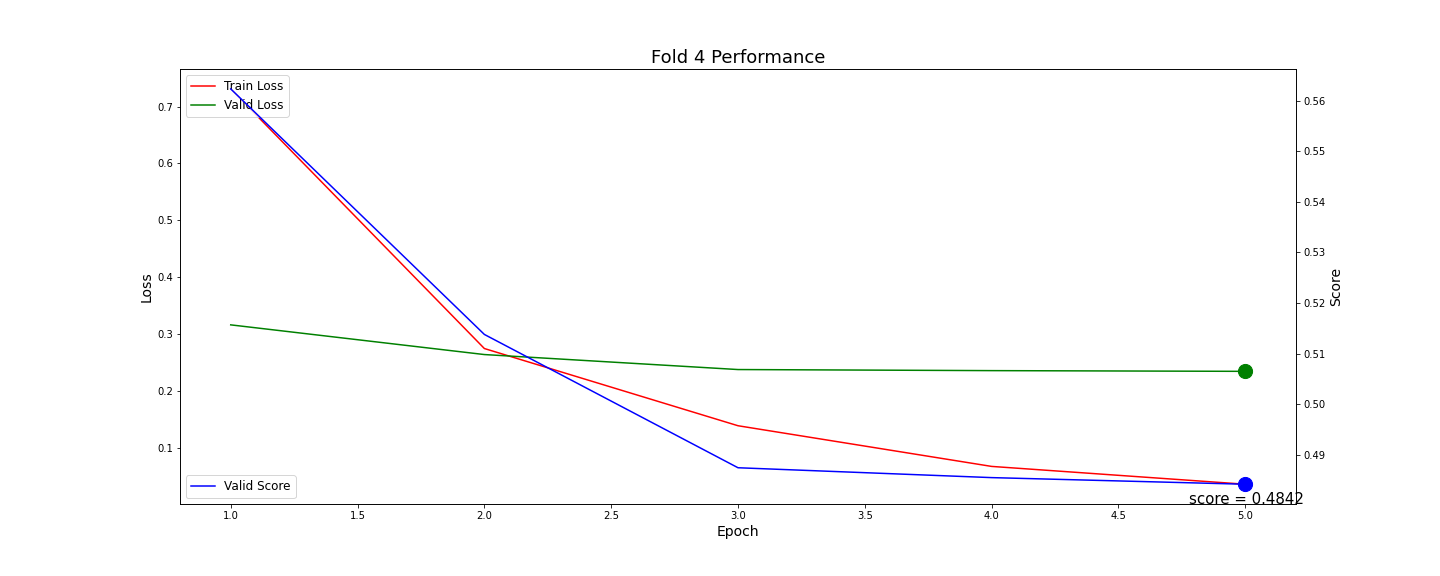 Fold 4 Performance
Train Loss
Valid Loss
0.7
0.6
0.5
0.4
0.3
0.2
0.1
Loss
0.56
0.55
0.54
0.53
0.52
0.51
0.50
0.49
Score
Valid Score
score = 0.4842
1.0 1.5 2.0 2.5 3.0 3.5 4.0 4.5 5.0
Epoch